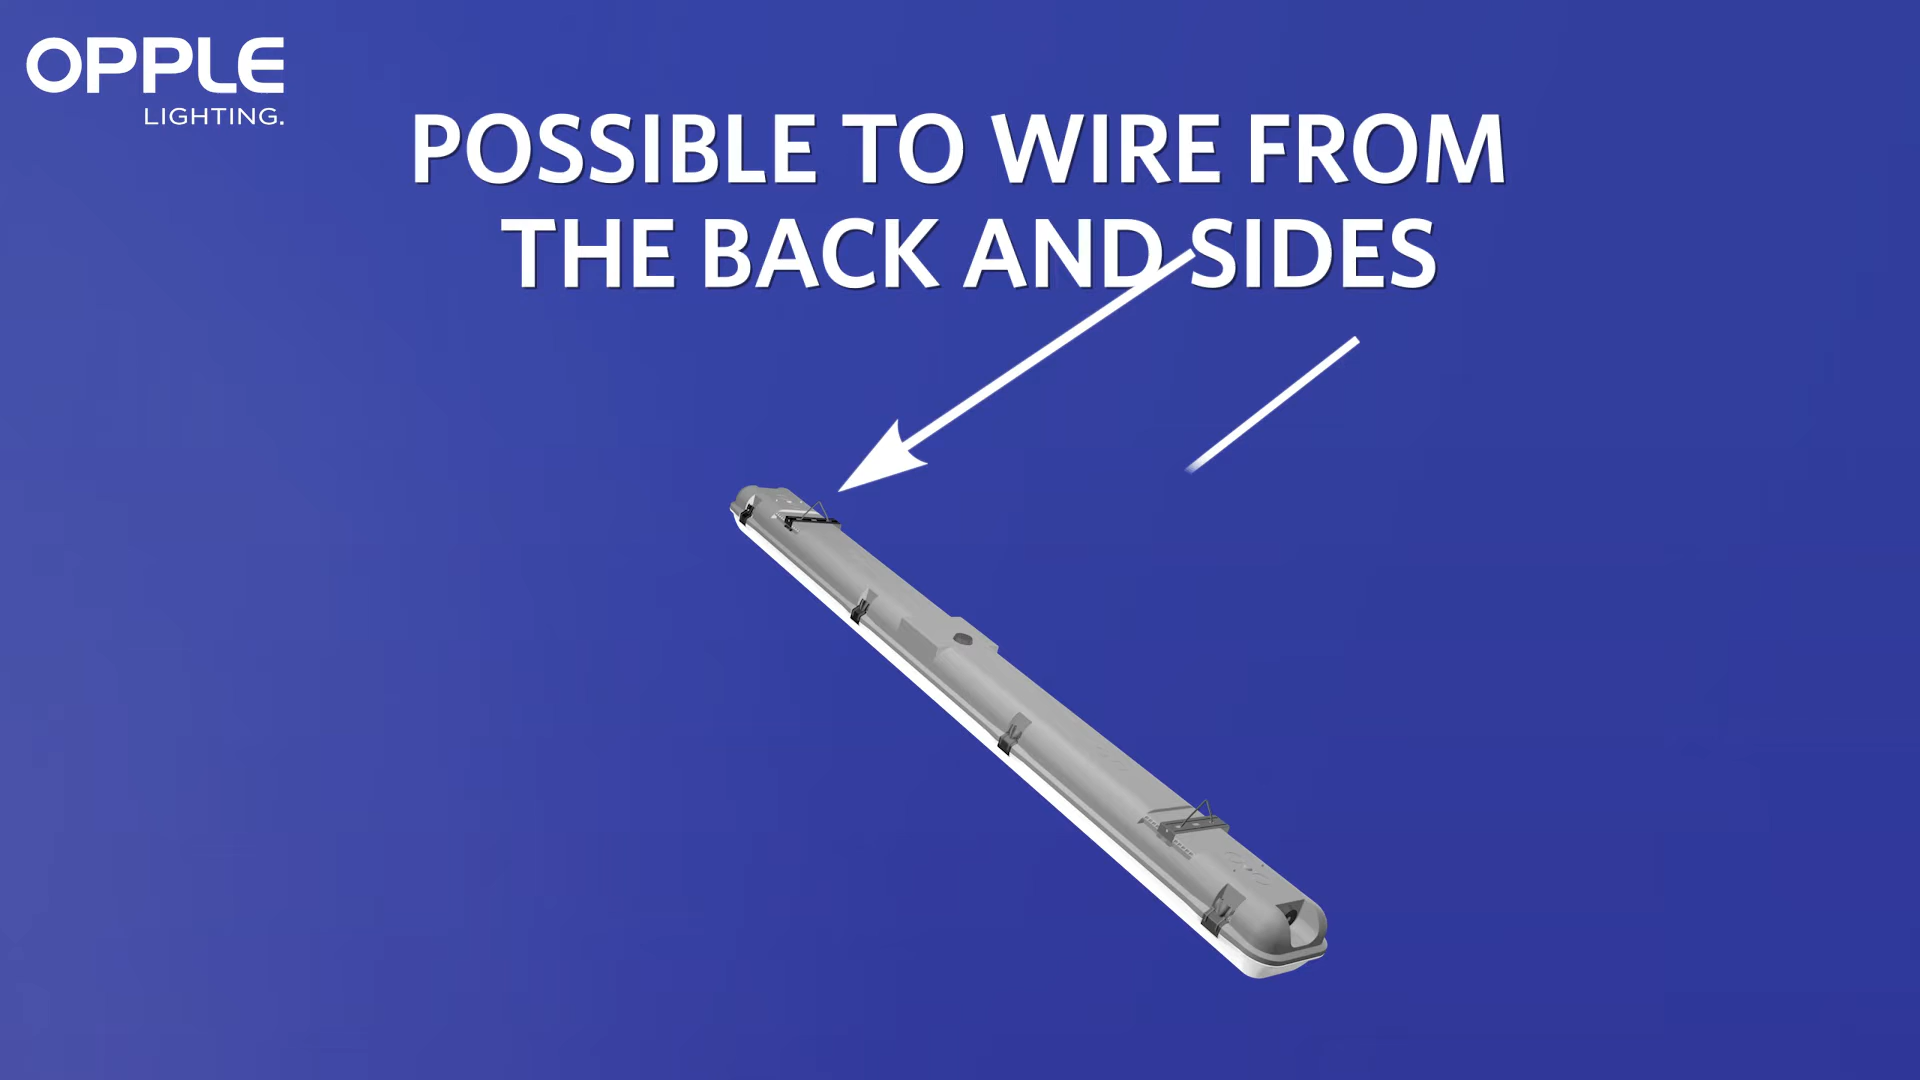 OPPLE
LIGHTING.
POSSIBLE TO WIRE FROM
THE BACK AND SIDES